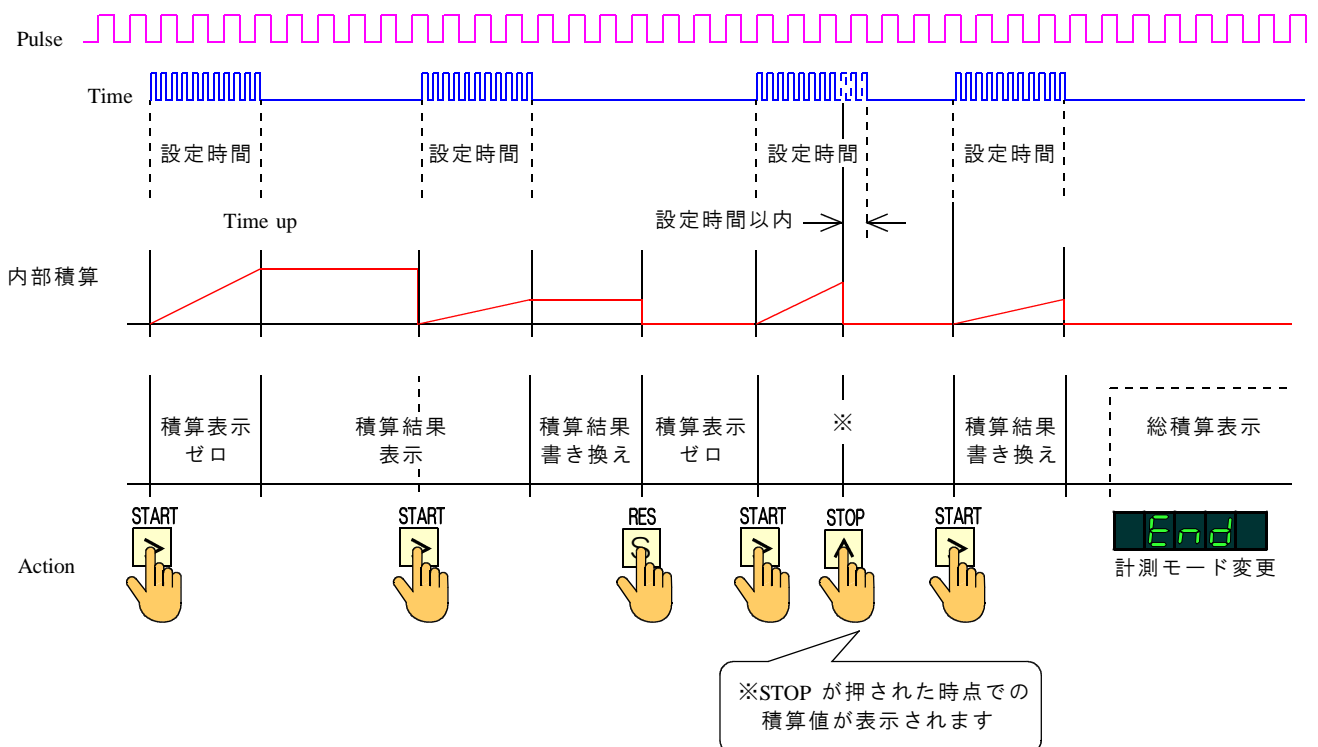 Pulse
Time
設定時間 設定時間 設定時間 設定時間
Time up 設定時間以内
内部積算
積算表示 積算結果 積算結果 積算表示 ※ 積算結果 総積算表示
ゼロ 表示 書き換え ゼロ 書き換え
START START RES START STOP START
> > S > ∧ >
End
Action 計測モード変更
※STOP が押された時点での
積算値が表示されます